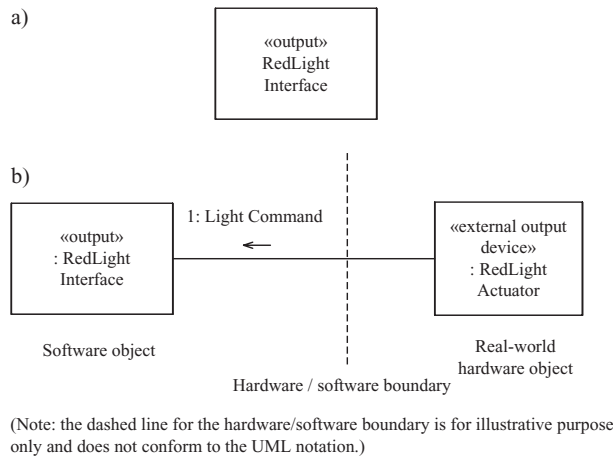 a)
«output»
RedLight
Interface
b)
1: Light Command
«output»
: RedLight
Interface
«external output
device»
: RedLight
Actuator
Software object
Real-world
hardware object
Hardware / software boundary
(Note: the dashed line for the hardware/software boundary is for illustrative purposes
only and does not conform to the UML notation.)